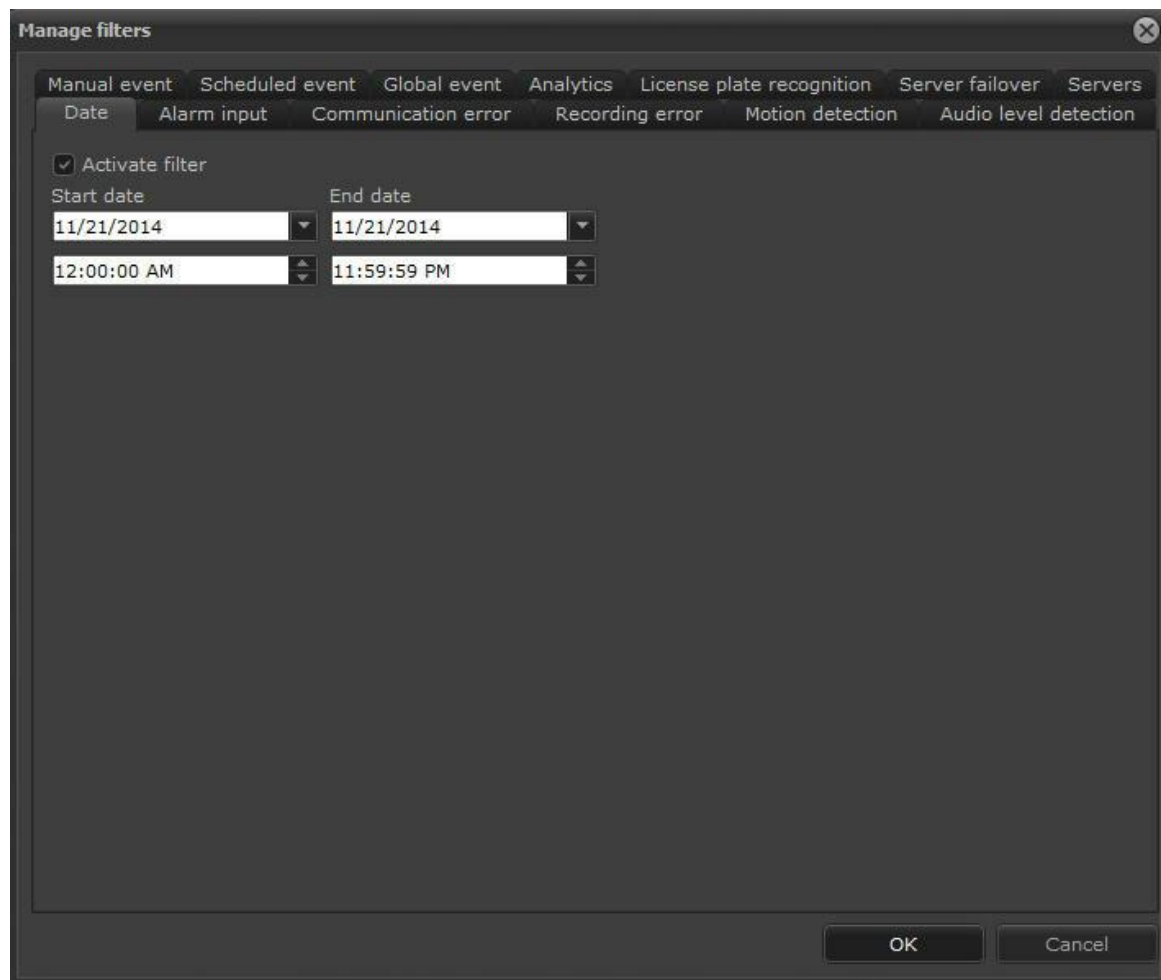 Manage filters
Manual event Scheduled event Global event Analytics License plate recognition Server failover Servers
Date Alarm input Communication error Recording error Motion detection Audio level detection
Activate filter
Start date End date
11/21/2014 11/21/2014
12:00:00 AM 11:59:59 PM
OK Cancel